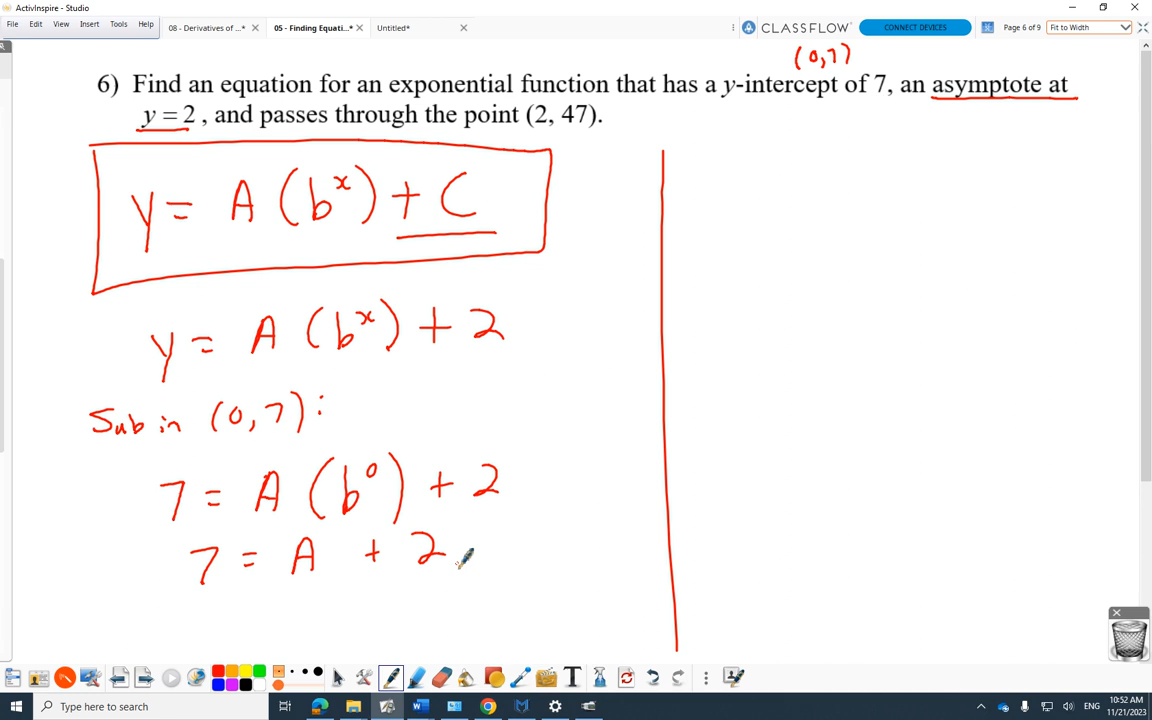 ActivInspire - Studio
File Edit View Insert Tools Help
08 - Derivatives of ...*
05 - Finding Equati...*
Untitled*
CLASSFLOW
CONNECT DEVICES
Page 6 of 9
Fit to Width
(0,7)
6) Find an equation for an exponential function that has a y-intercept of 7, an asymptote at
y = 2 , and passes through the point (2, 47).
y = A (b^x) + C
y = A (b^x) + 2
Sub in (0,7):
7 = A (b^0) + 2
7 = A + 2
Type here to search
ENG
10:52 AM
11/21/2023